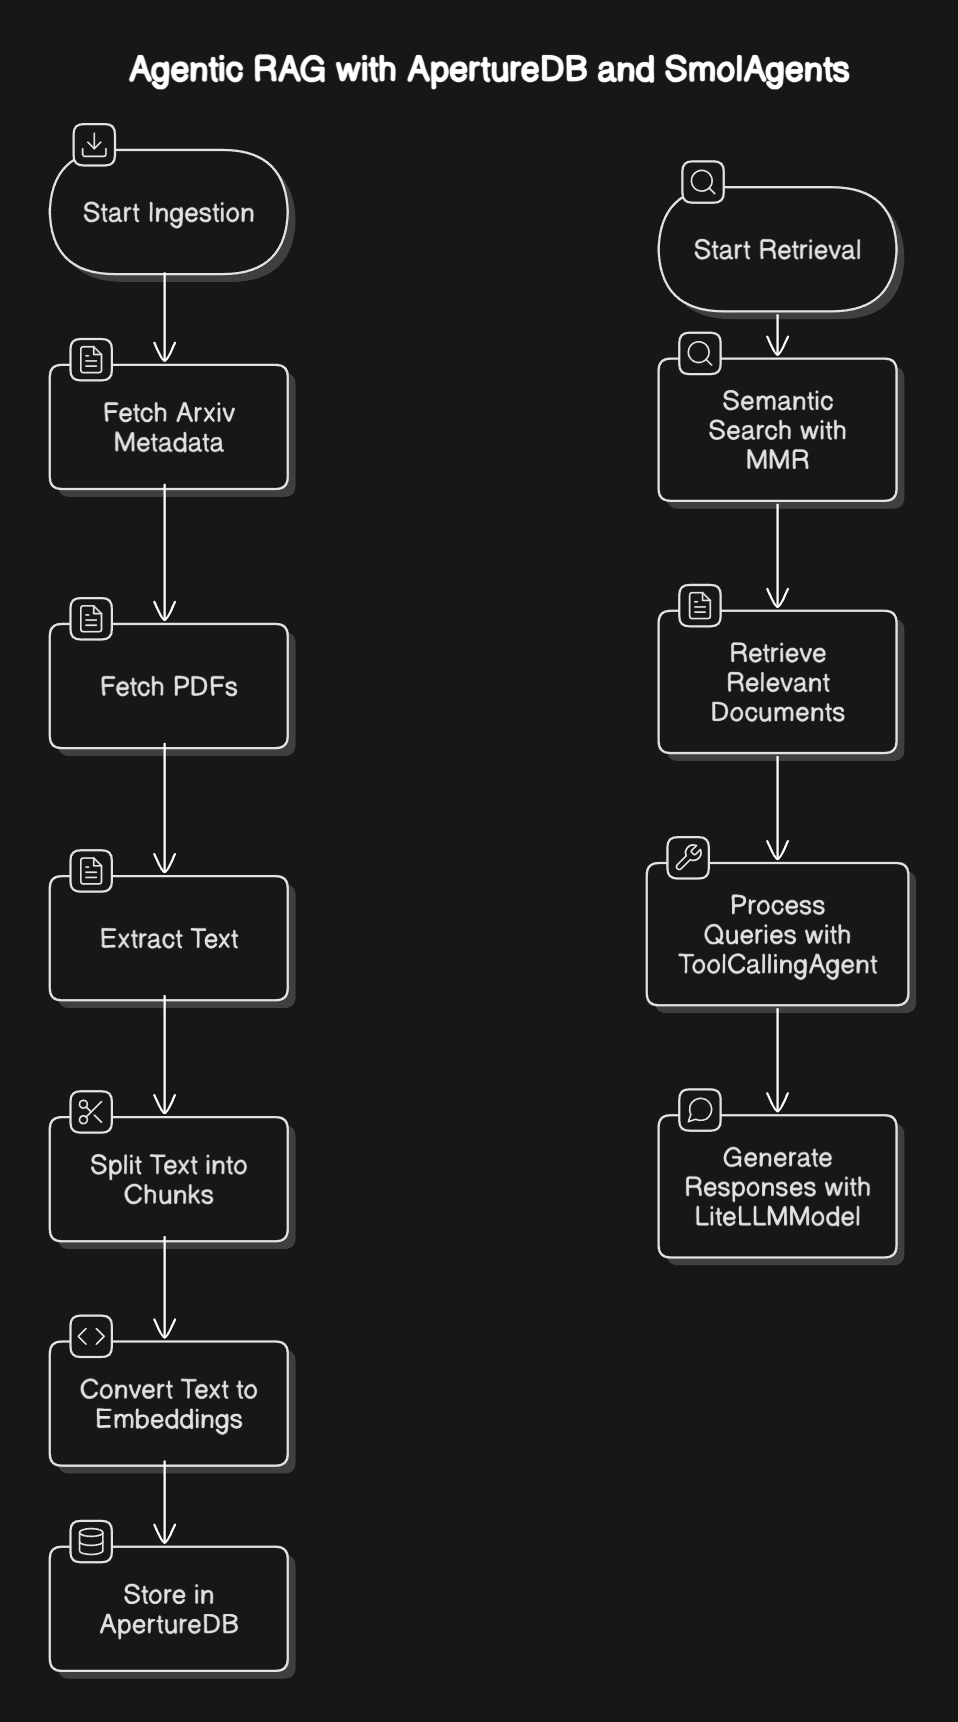 Agentic RAG with ApertureDB and SmolAgents
Start Ingestion
Fetch Arxiv
Metadata
Fetch PDFs
Extract Text
Split Text into
Chunks
Convert Text to
Embeddings
Store in
ApertureDB
Start Retrieval
Semantic
Search with
MMR
Retrieve
Relevant
Documents
Process
Queries with
ToolCallingAgent
Generate
Responses with
LiteLLMModel